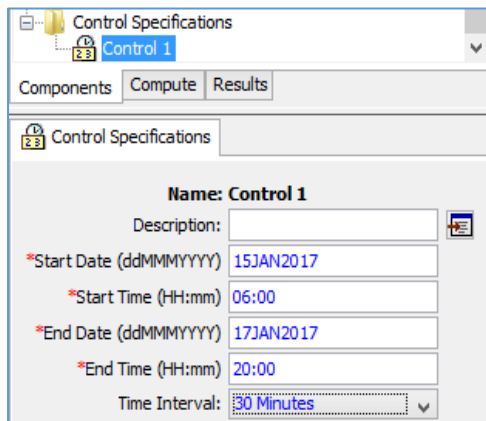 Control Specifications
Control 1
Components Compute Results
Control Specifications
Name: Control 1
Description:
*Start Date (ddMMMYYYY) 15JAN2017
*Start Time (HH:mm) 06:00
*End Date (ddMMMYYYY) 17JAN2017
*End Time (HH:mm) 20:00
Time Interval: 30 Minutes